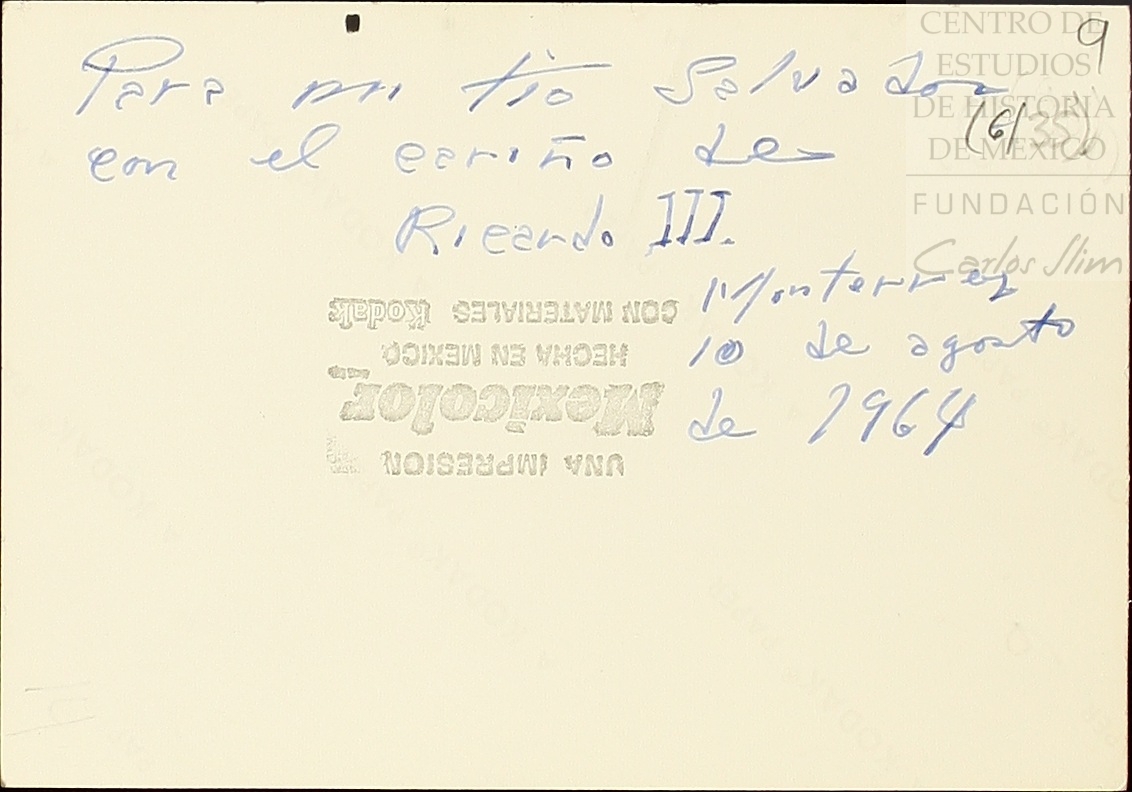 CENTRO DE
ESTUDIOS
DE HISTORIA
DE MEXICO
FUNDACIÓN
Carlos Slim
9
(6/35)
Para mi tío Salvador
con el cariño de
Ricardo III.
Monterrey
10 de agosto
de 1964
UNA IMPRESION
Mexicolor
HECHA EN MEXICO
CON MATERIALES Kodak